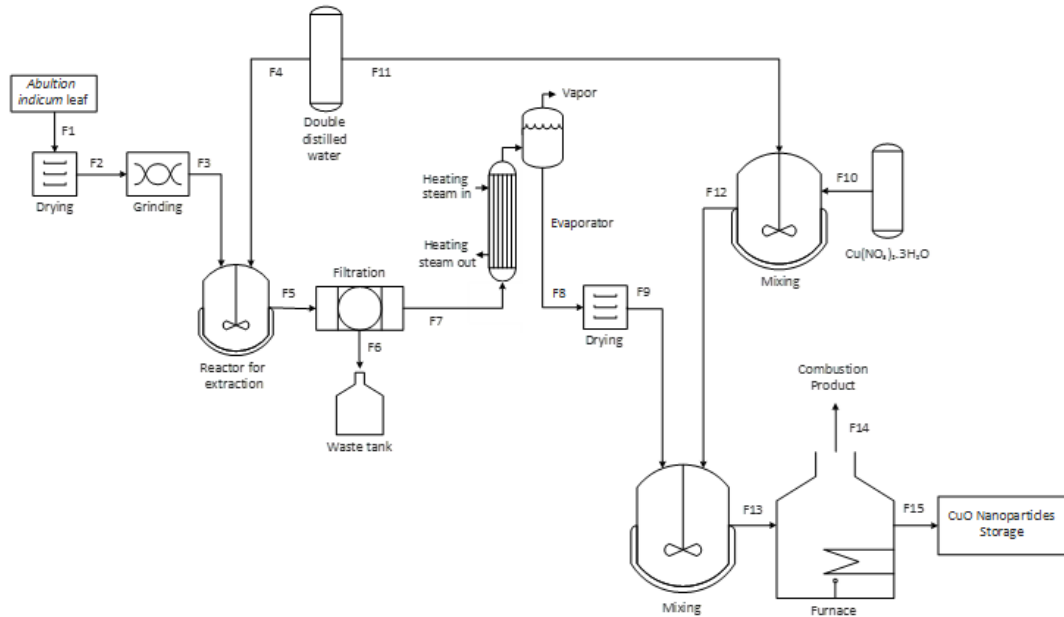 Abultion
indicum leaf
F1
Drying
F2
Grinding
F3
F4
F11
Double
distilled
water
Reactor for
extraction
F5
Filtration
F6
Waste tank
F7
Heating
steam in
Heating
steam out
Vapor
Evaporator
F8
Drying
F9
F10
Cu(NO₃)₂.3H₂O
Mixing
F12
Mixing
F13
Combustion
Product
F14
Furnace
F15
CuO Nanoparticles
Storage